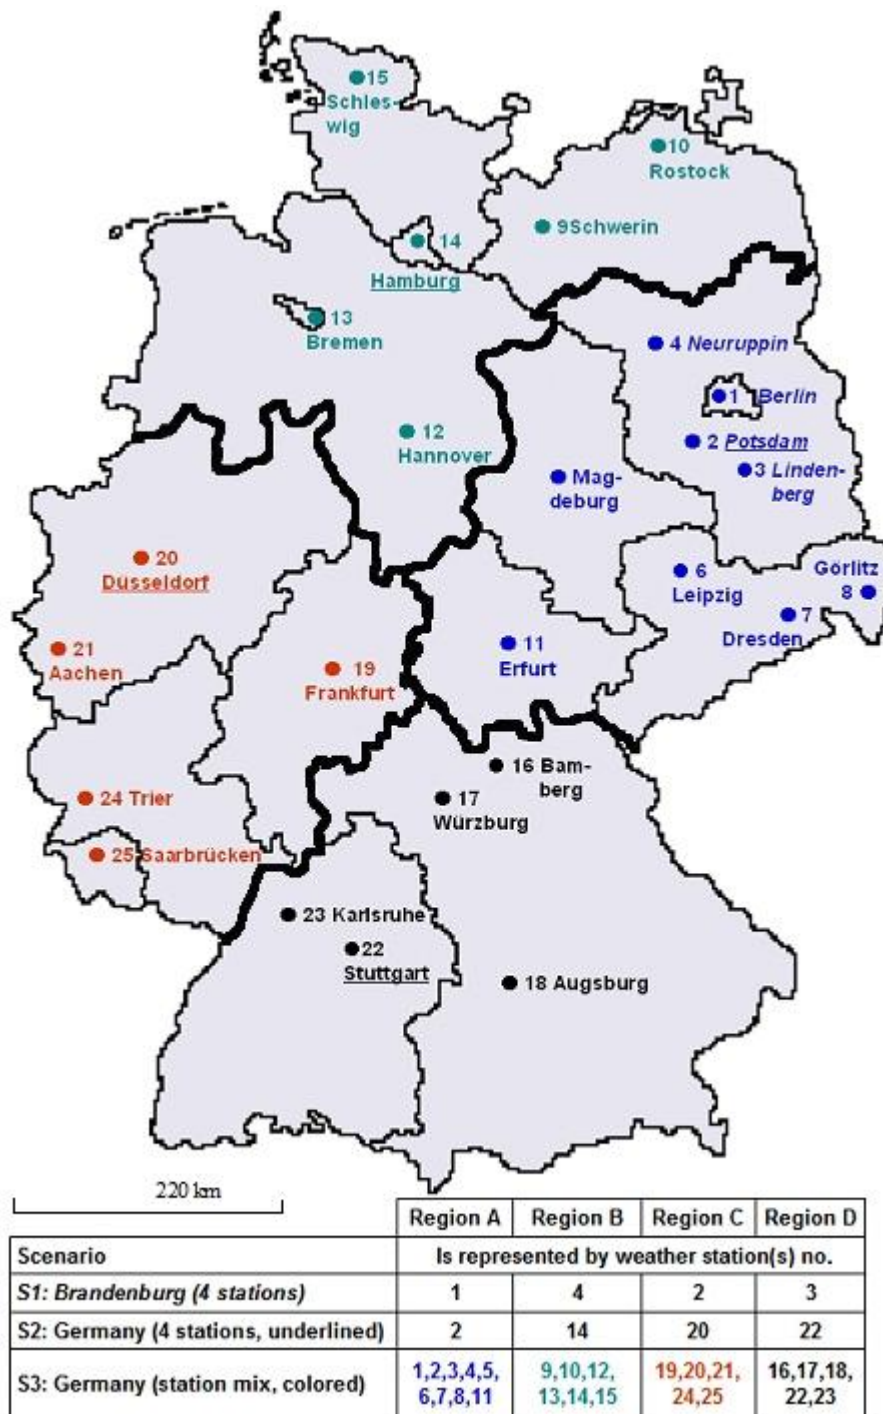 15
Schles-
wig
10
Rostock
9Schwerin
14
Hamburg
13
Bremen
4 Neuruppin
1 Berlin
12
Hannover
2 Potsdam
3 Linden-
berg
Mag-
deburg
20
Düsseldorf
6
Leipzig
Görlitz
8
7
Dresden
21
Aachen
19
Frankfurt
11
Erfurt
16 Bam-
berg
24 Trier
17
Würzburg
25 Saarbrücken
23 Karlsruhe
22
Stuttgart
18 Augsburg
220 km
Region A Region B Region C Region D
Scenario Is represented by weather station(s) no.
S1: Brandenburg (4 stations) 1 4 2 3
S2: Germany (4 stations, underlined) 2 14 20 22
S3: Germany (station mix, colored) 1,2,3,4,5, 9,10,12, 19,20,21, 16,17,18,
6,7,8,11 13,14,15 24,25 22,23